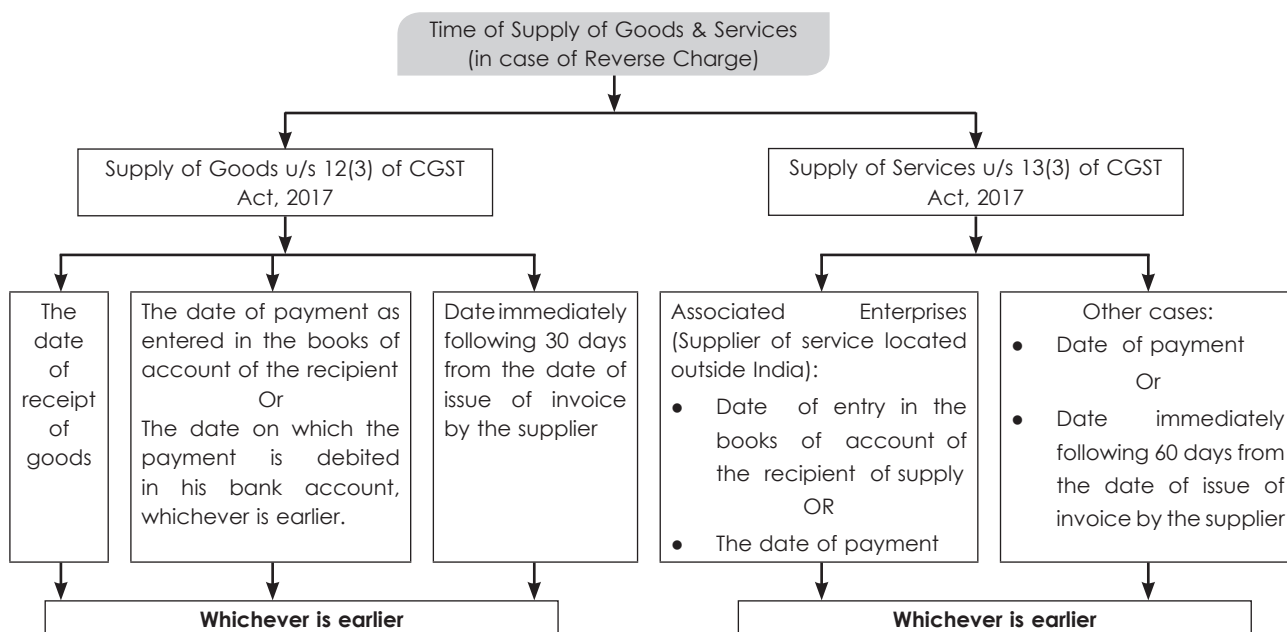 Time of Supply of Goods & Services
(in case of Reverse Charge)
Supply of Goods u/s 12(3) of CGST
Act, 2017
Supply of Services u/s 13(3) of CGST
Act, 2017
The
date
of
receipt
of
goods
The date of payment as
entered in the books of
account of the recipient
Or
The date on which the
payment is debited
in his bank account,
whichever is earlier.
Date immediately
following 30 days
from the date of
issue of invoice
by the supplier
Associated Enterprises
(Supplier of service located
outside India):
● Date of entry in the
books of account of
the recipient of supply
OR
● The date of payment
Other cases:
● Date of payment
Or
● Date immediately
following 60 days from
the date of issue of
invoice by the supplier
Whichever is earlier
Whichever is earlier